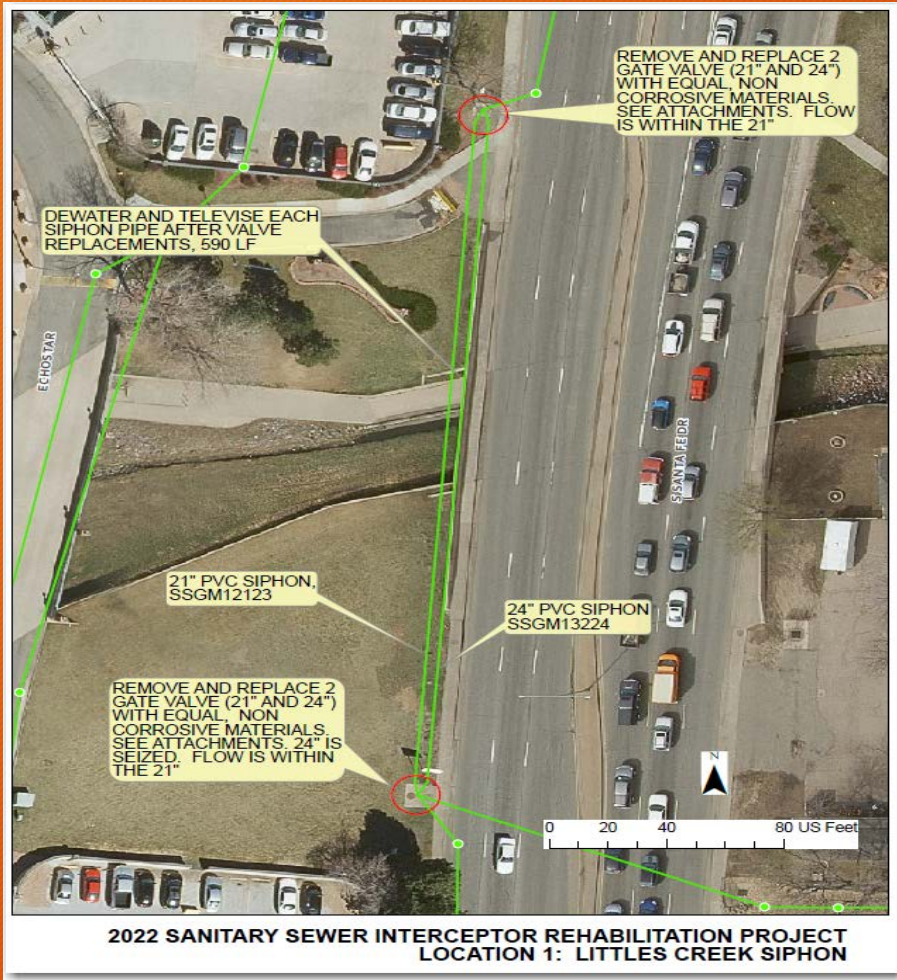 REMOVE AND REPLACE 2
GATE VALVE (21" AND 24")
WITH EQUAL, NON
CORROSIVE MATERIALS.
SEE ATTACHMENTS. FLOW
IS WITHIN THE 21"
DEWATER AND TELEVISE EACH
SIPHON PIPE AFTER VALVE
REPLACEMENTS, 590 LF
ECHOSTAR
S SANTA FE DR
21" PVC SIPHON,
SSGM12123
24" PVC SIPHON
SSGM13224
REMOVE AND REPLACE 2
GATE VALVE (21" AND 24")
WITH EQUAL, NON
CORROSIVE MATERIALS.
SEE ATTACHMENTS. 24" IS
SEIZED. FLOW IS WITHIN
THE 21"
N
0 20 40 80 US Feet
2022 SANITARY SEWER INTERCEPTOR REHABILITATION PROJECT
LOCATION 1: LITTLES CREEK SIPHON